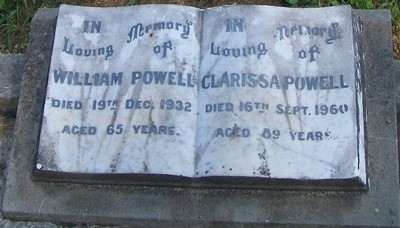 IN Memory
Loving of
WILLIAM POWELL
DIED 19TH DEC. 1932
AGED 65 YEARS.
IN Memory
Loving of
CLARISSA POWELL
DIED 16TH SEPT. 1960
AGED 89 YEARS.